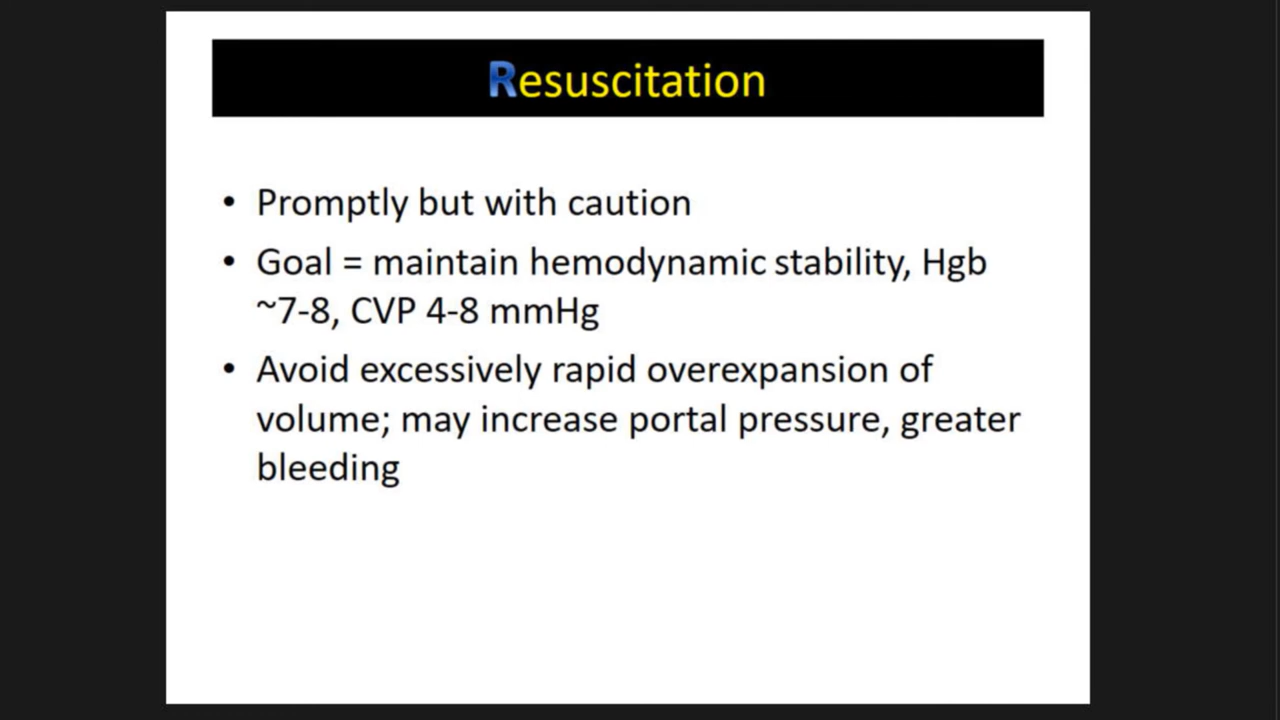 Resuscitation
• Promptly but with caution
• Goal = maintain hemodynamic stability, Hgb
~7-8, CVP 4-8 mmHg
• Avoid excessively rapid overexpansion of
volume; may increase portal pressure, greater
bleeding